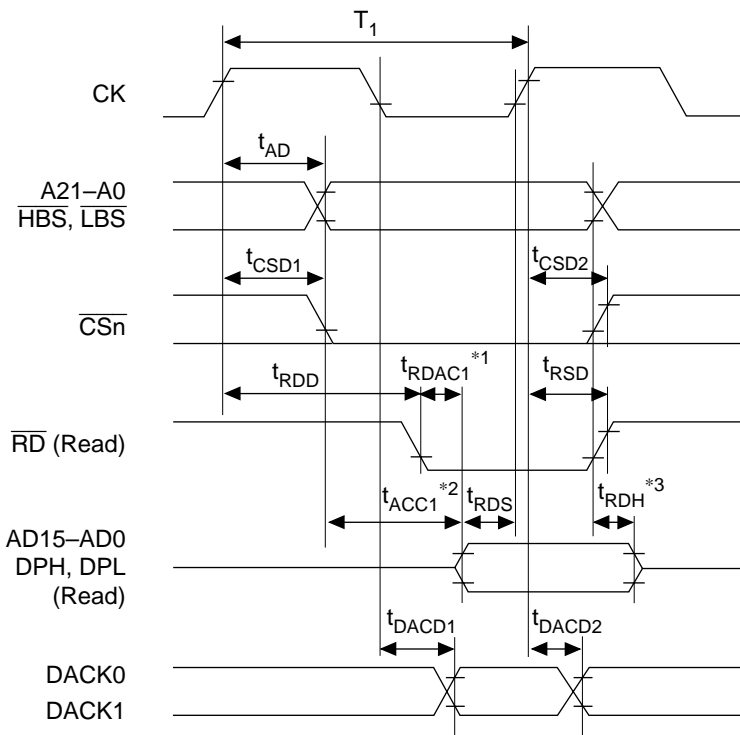 T1
CK
tAD
A21–A0
HBS, LBS
tCSD1
tCSD2
CSn
tRDD
tRDAC1*1
tRSD
RD (Read)
tACC1*2
tRDS
tRDH*3
AD15–AD0
DPH, DPL
(Read)
tDACD1
tDACD2
DACK0
DACK1